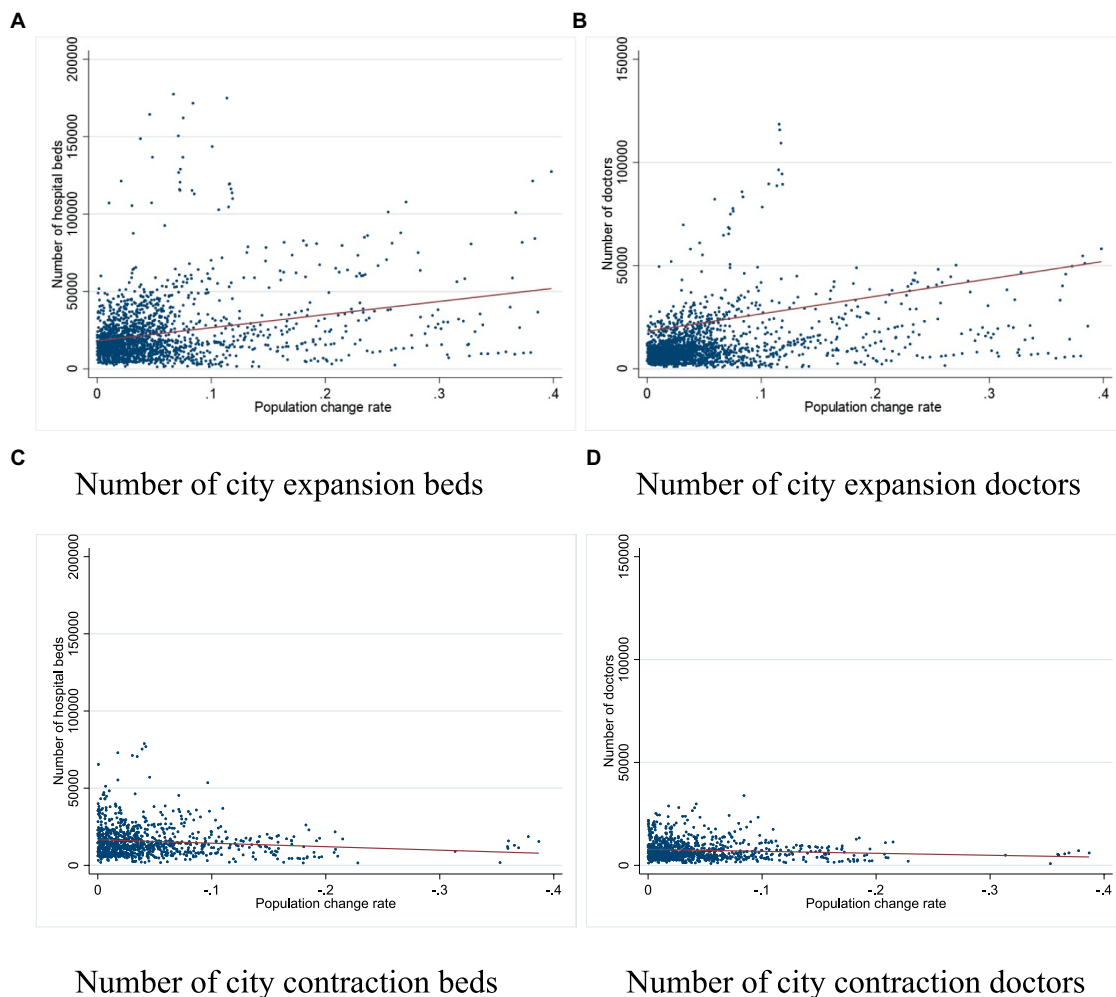 A
B
200000
150000
100000
50000
0
Number of hospital beds
0
.1
.2
.3
.4
Population change rate
150000
100000
50000
0
Number of doctors
0
.1
.2
.3
.4
Population change rate
C
D
Number of city expansion beds
Number of city expansion doctors
200000
150000
100000
50000
0
Number of hospital beds
0
-.1
-.2
-.3
-.4
Population change rate
150000
100000
50000
0
Number of doctors
0
-.1
-.2
-.3
-.4
Population change rate
Number of city contraction beds
Number of city contraction doctors